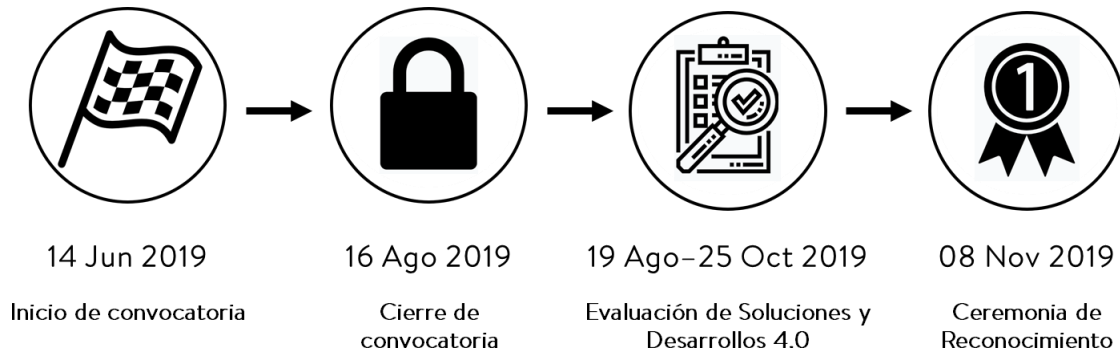 1
14 Jun 2019
Inicio de convocatoria
16 Ago 2019
Cierre de
convocatoria
19 Ago–25 Oct 2019
Evaluación de Soluciones y
Desarrollos 4.0
08 Nov 2019
Ceremonia de
Reconocimiento